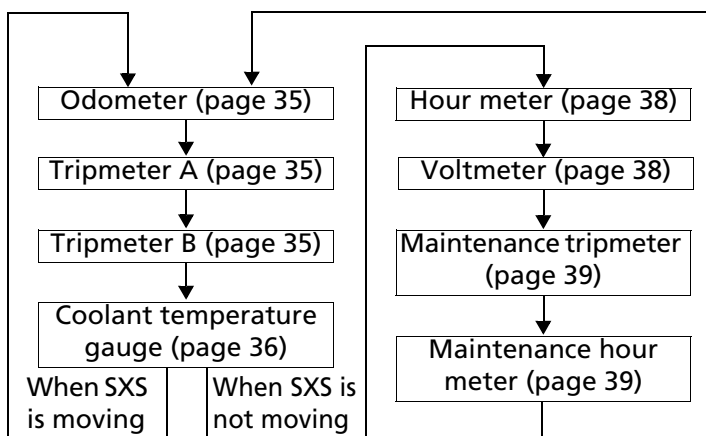 Odometer (page 35)
Tripmeter A (page 35)
Tripmeter B (page 35)
Coolant temperature
gauge (page 36)
When SXS
is moving
When SXS is
not moving
Hour meter (page 38)
Voltmeter (page 38)
Maintenance tripmeter
(page 39)
Maintenance hour
meter (page 39)